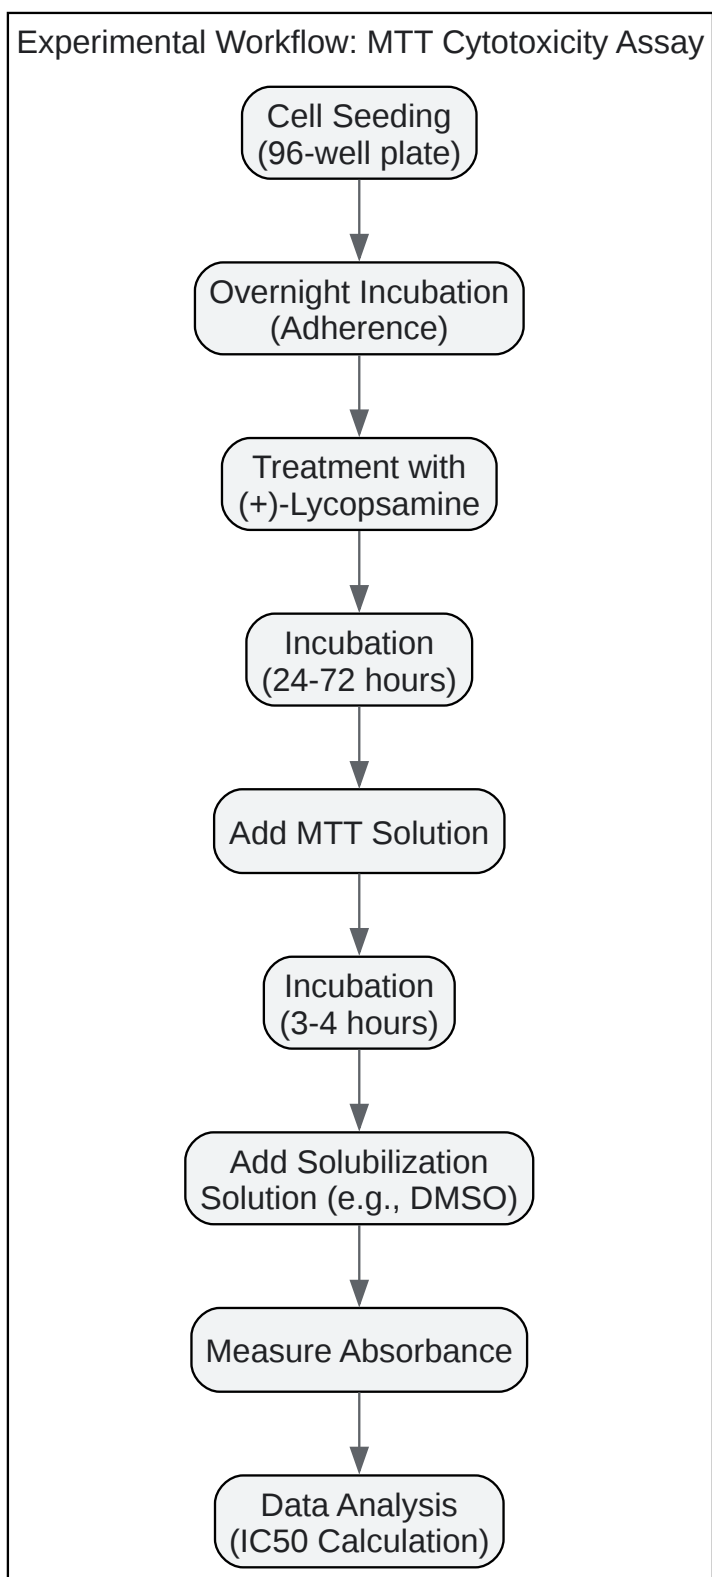 Experimental Workflow: MTT Cytotoxicity Assay
Cell Seeding
(96-well plate)
Overnight Incubation
(Adherence)
Treatment with
(+)-Lycopsamine
Incubation
(24-72 hours)
Add MTT Solution
Incubation
(3-4 hours)
Add Solubilization
Solution (e.g., DMSO)
Measure Absorbance
Data Analysis
(IC50 Calculation)